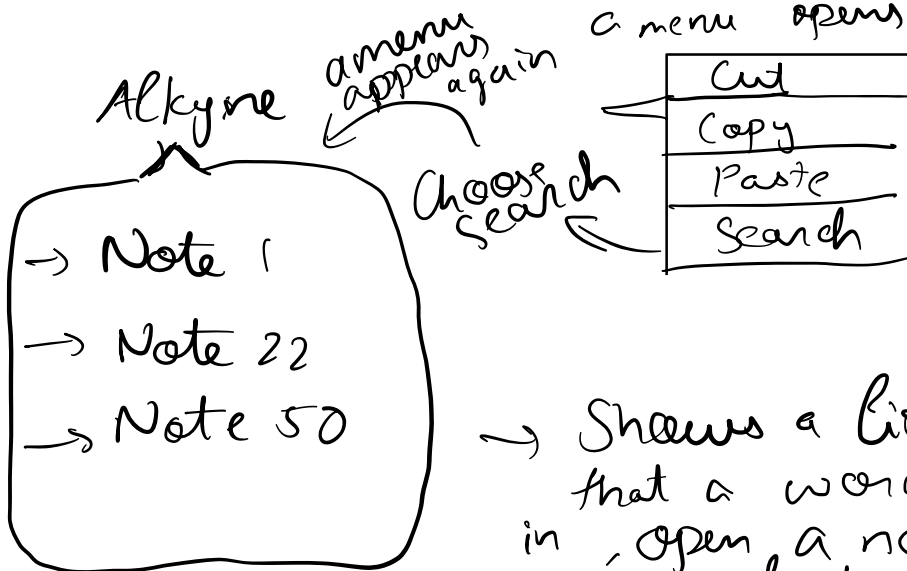 a menu opens
Cut
Copy
Paste
Search
Choose
search
a menu
appears
again
Alkyne
→ Note 1
→ Note 22
→ Note 50
→ Shows a
that a
in, open a